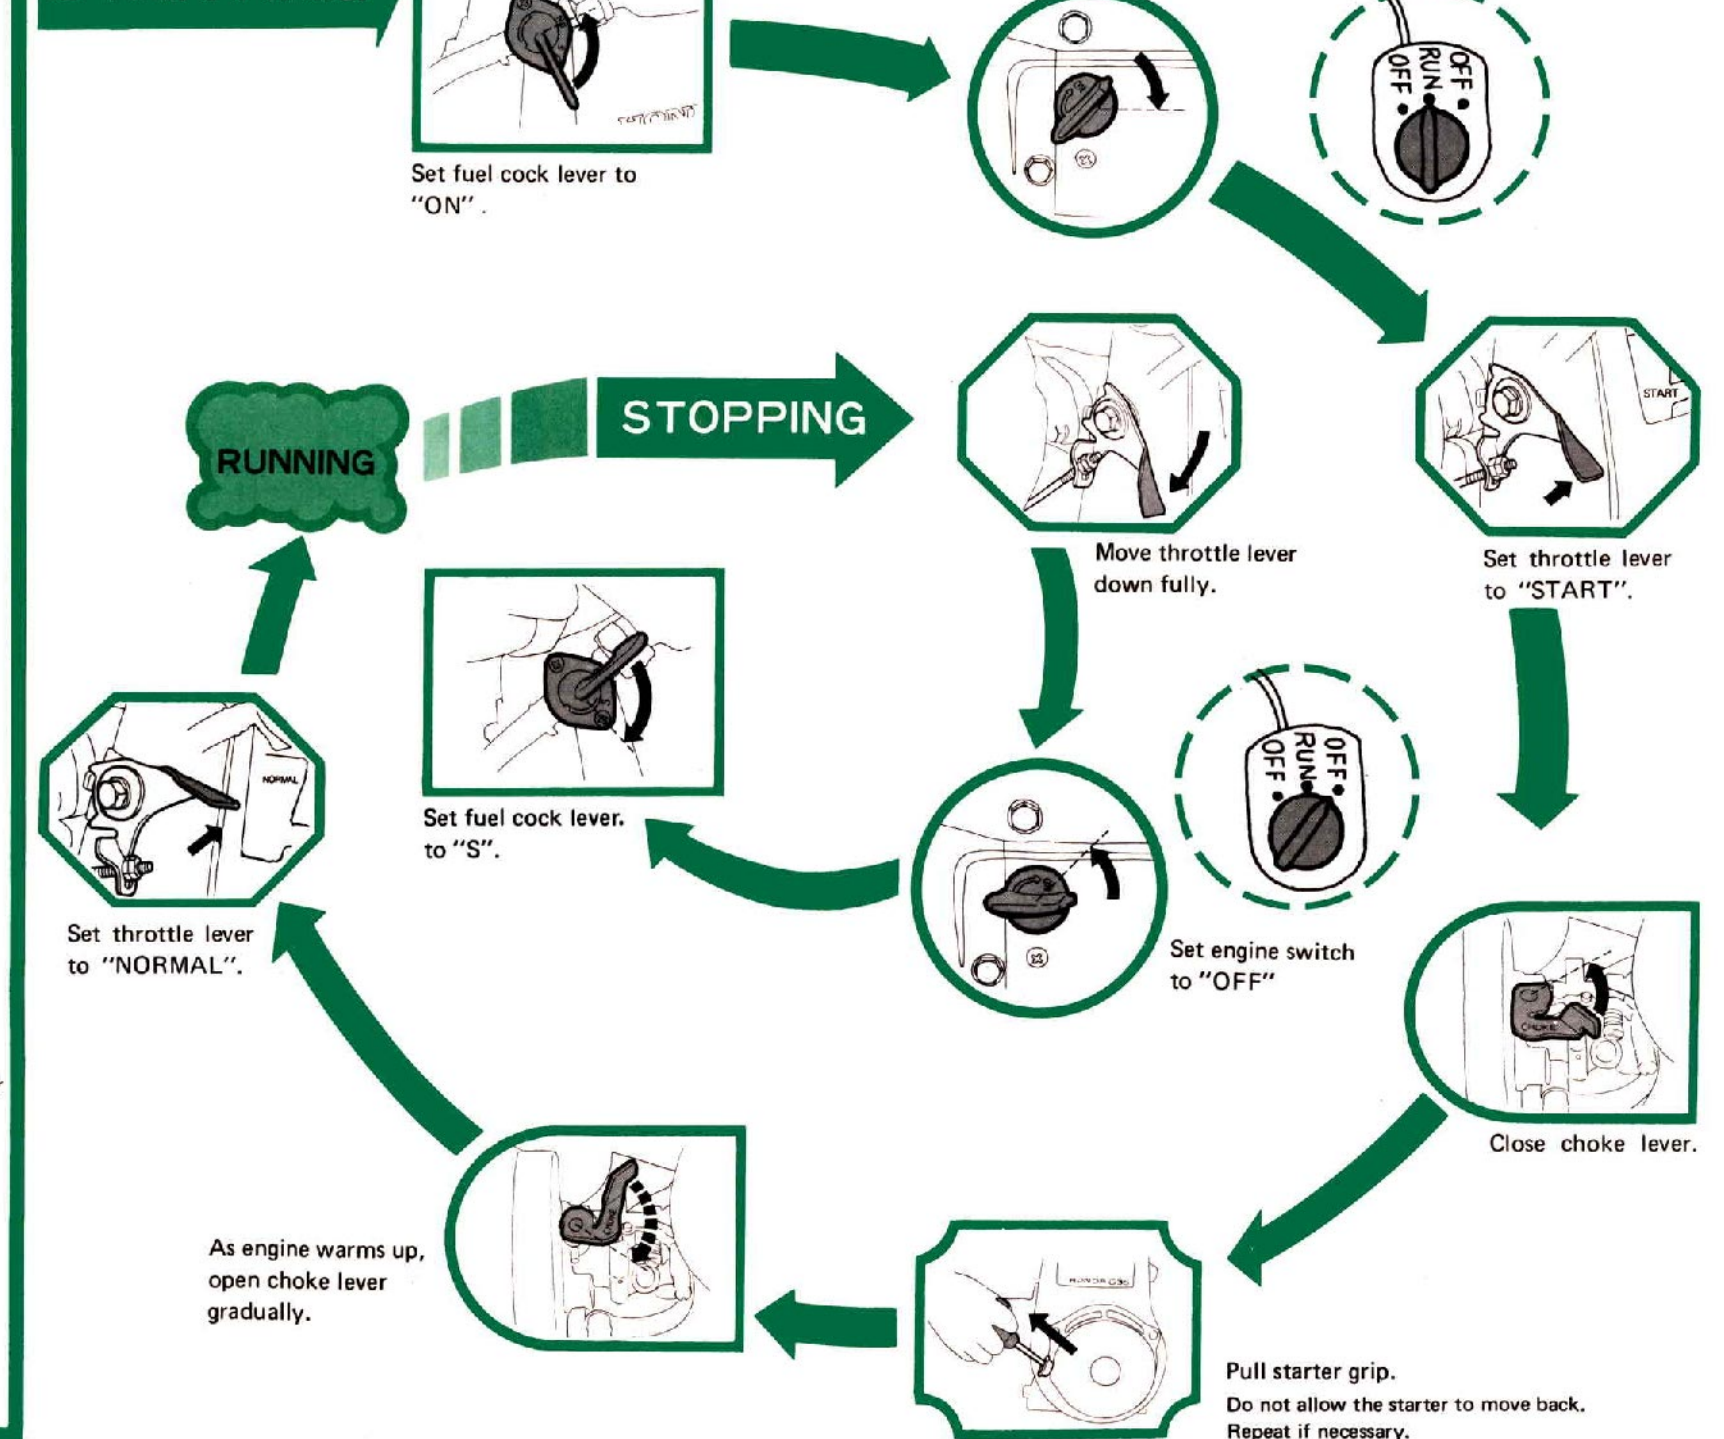 Set fuel cock lever to
"ON" .
OFF
RUN
OFF
RUNNING
STOPPING
START
Move throttle lever
down fully.
Set throttle lever
to "START".
NORMAL
Set fuel cock lever.
to "S".
OFF
RUN
OFF
Set throttle lever
to "NORMAL".
Set engine switch
to "OFF"
CHOKE
Close choke lever.
CHOKE
As engine warms up,
open choke lever
gradually.
HONDA
Pull starter grip.
Do not allow the starter to move back.
Repeat if necessary.